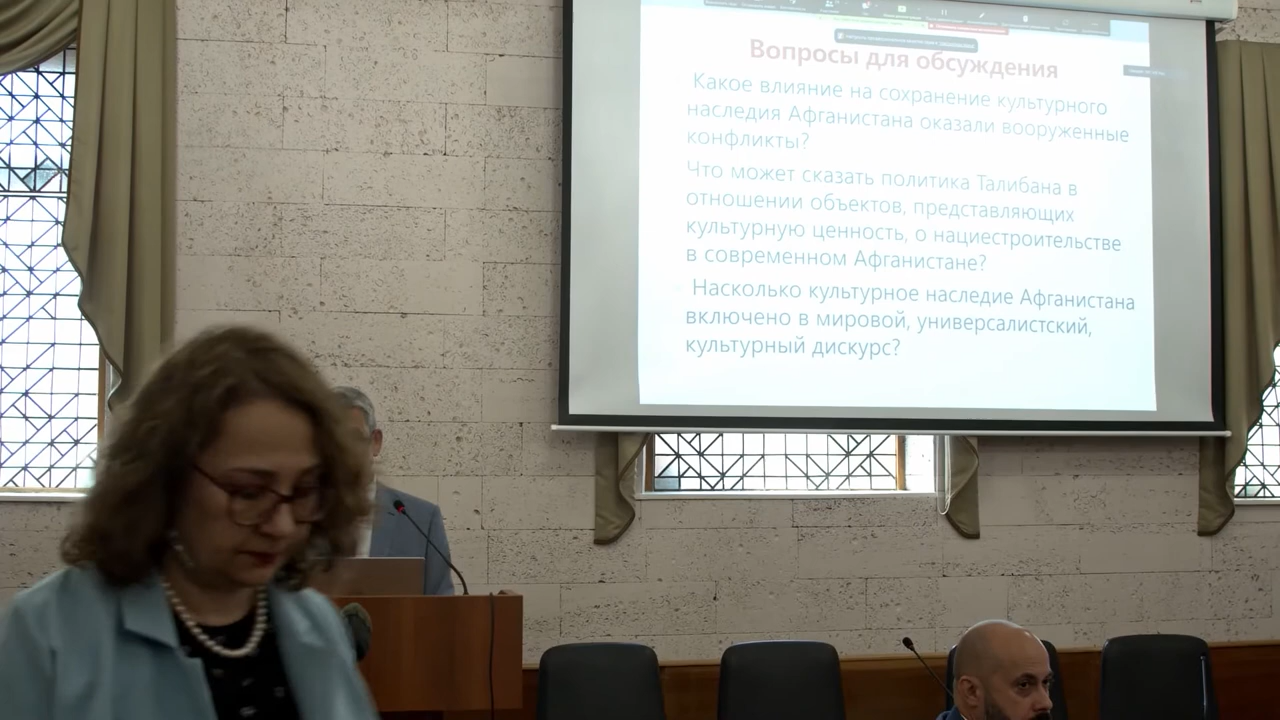 Вопросы для обсуждения
Какое влияние на сохранение культурного
наследия Афганистана оказали вооруженные
конфликты?
Что может сказать политика Талибана в
отношении объектов, представляющих
культурную ценность, о нациестроительстве
в современном Афганистане?
Насколько культурное наследие Афганистана
включено в мировой, универсалистский,
культурный дискурс?